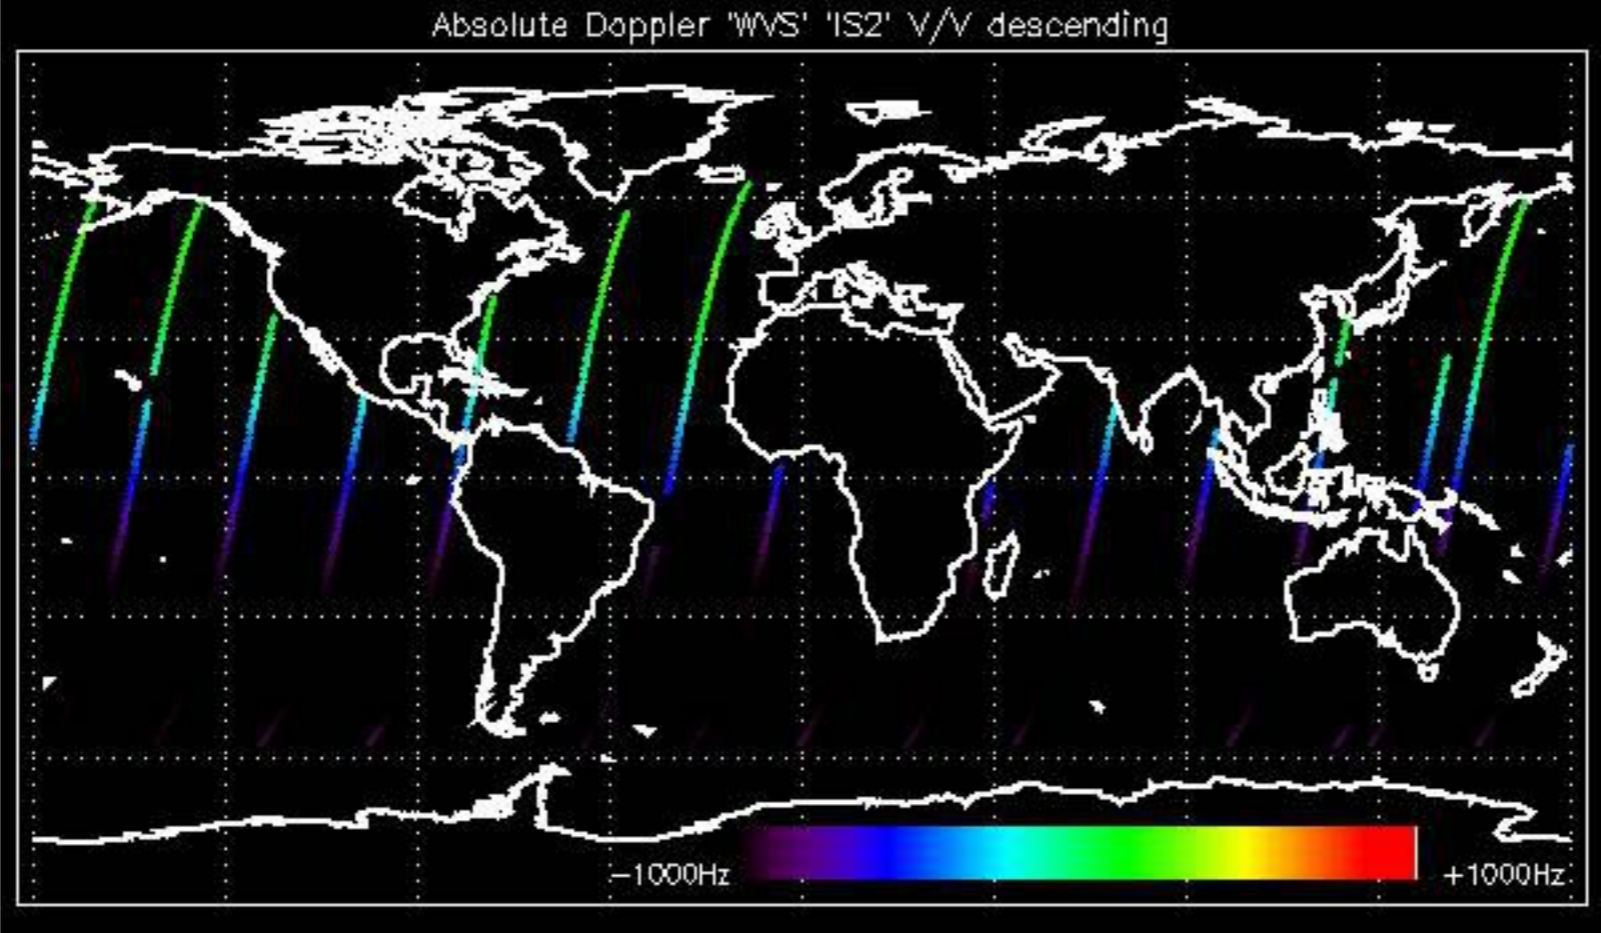 Absolute Doppler 'WVS' 'IS2' V/V descending
-1000Hz +1000Hz